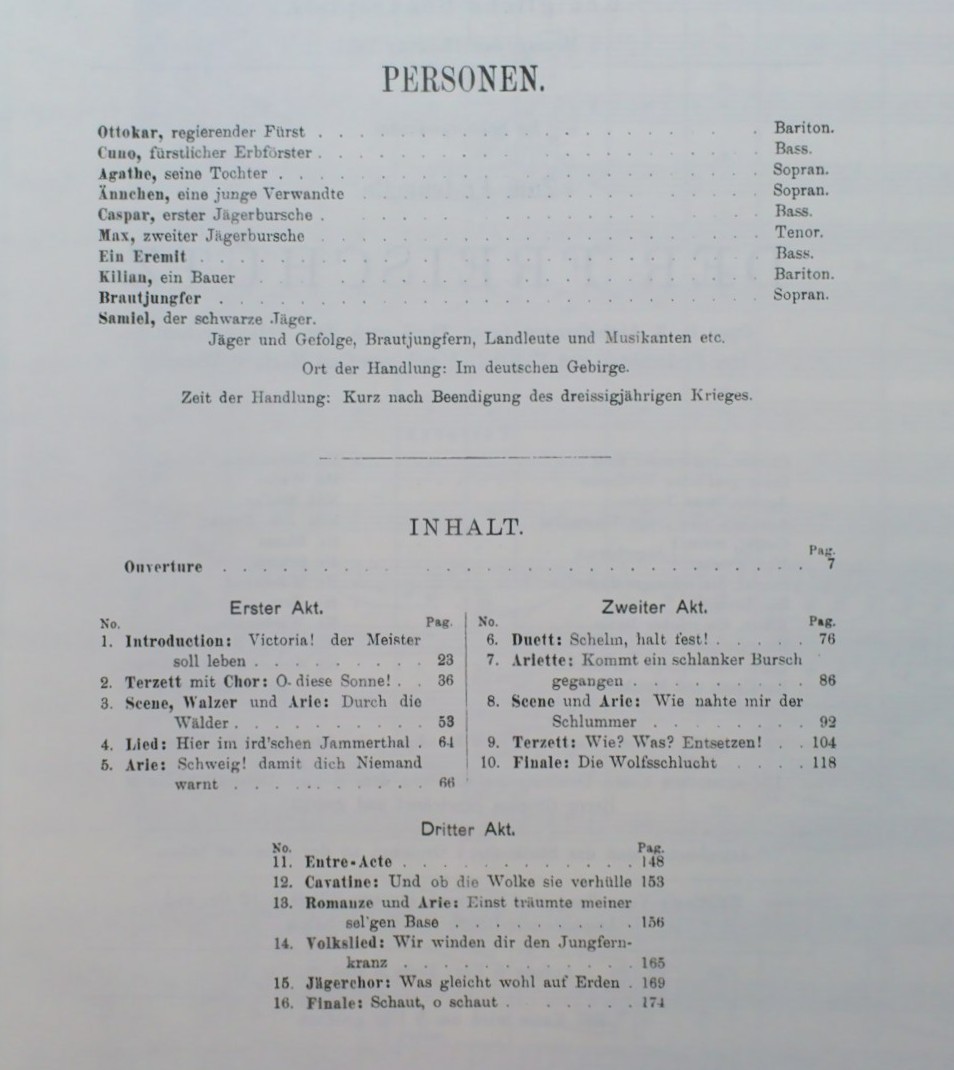 PERSONEN.
Ottokar, regierender Fürst . . . . . . . . . . . . . . . . . . . Bariton.
Cuno, fürstlicher Erbförster . . . . . . . . . . . . . . . . . . . Bass.
Agathe, seine Tochter . . . . . . . . . . . . . . . . . . . . . Sopran.
Ännchen, eine junge Verwandte . . . . . . . . . . . . . . . . . Sopran.
Caspar, erster Jägerbursche . . . . . . . . . . . . . . . . . . . Bass.
Max, zweiter Jägerbursche . . . . . . . . . . . . . . . . . . . Tenor.
Ein Eremit . . . . . . . . . . . . . . . . . . . . . . . . . Bass.
Kilian, ein Bauer . . . . . . . . . . . . . . . . . . . . . . Bariton.
Brautjungfer . . . . . . . . . . . . . . . . . . . . . . . . Sopran.
Samiel, der schwarze Jäger.
Jäger und Gefolge, Brautjungfern, Landleute und Musikanten etc.
Ort der Handlung: Im deutschen Gebirge.
Zeit der Handlung: Kurz nach Beendigung des dreissigjährigen Krieges.
INHALT.
Pag.
Ouverture . . . . . . . . . . . . . . . . . . . . . . . . . . 7
Erster Akt.
No. Pag.
1. Introduction: Victoria! der Meister
soll leben . . . . . . . . . 23
2. Terzett mit Chor: O diese Sonne! . . 36
3. Scene, Walzer und Arie: Durch die
Wälder . . . . . . . . . . 53
4. Lied: Hier im ird'schen Jammerthal . 64
5. Arie: Schweig! damit dich Niemand
warnt . . . . . . . . . . 66
Zweiter Akt.
No. Pag.
6. Duett: Schelm, halt fest! . . . . . 76
7. Ariette: Kommt ein schlanker Bursch
gegangen . . . . . . . . . 86
8. Scene und Arie: Wie nahte mir der
Schlummer . . . . . . . 92
9. Terzett: Wie? Was? Entsetzen! . . 104
10. Finale: Die Wolfsschlucht . . . . 118
Dritter Akt.
No. Pag.
11. Entre-Acte . . . . . . . . . . . . 148
12. Cavatine: Und ob die Wolke sie verhülle 153
13. Romanze und Arie: Einst träumte meiner
sel'gen Base . . . . . . . . . 156
14. Volkslied: Wir winden dir den Jungfern-
kranz . . . . . . . . . . . . 165
15. Jägerchor: Was gleicht wohl auf Erden . 169
16. Finale: Schaut, o schaut . . . . . . . 174